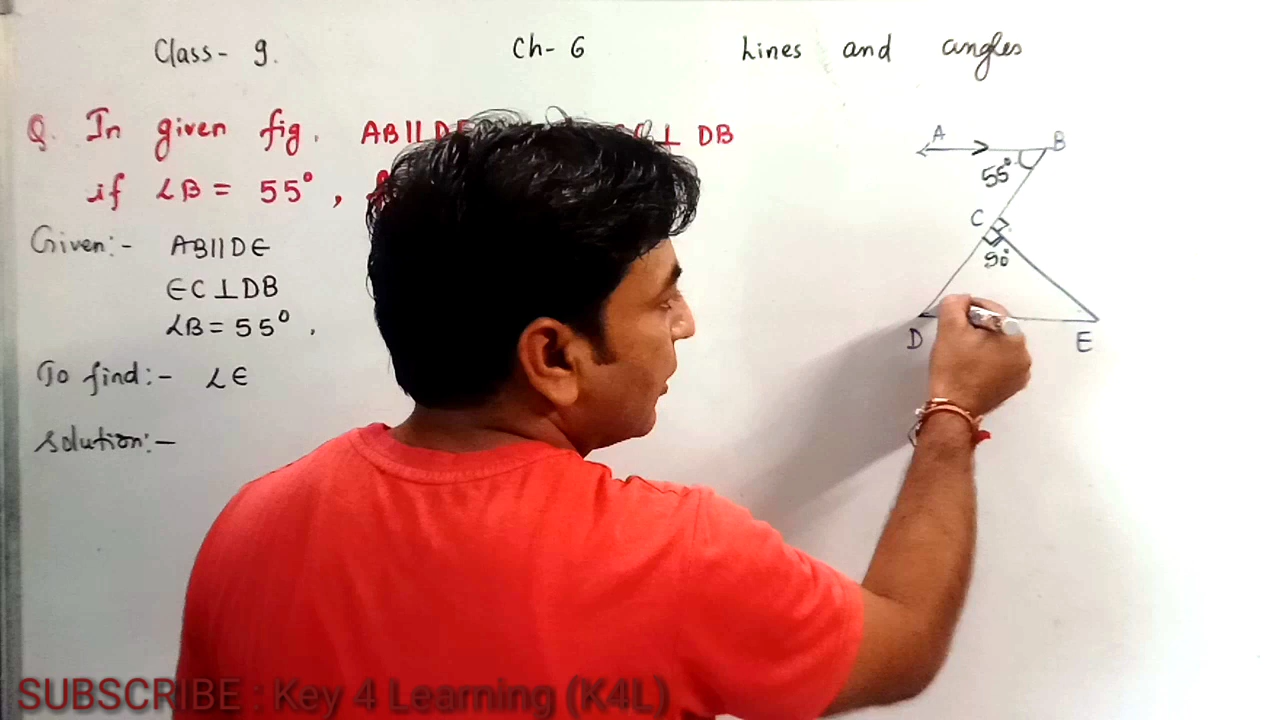 Class- 9. Ch- 6 Lines and angles
Q. In given fig. AB||DE ⊥ DB
if ∠B = 55°,
Given:- AB||DE
EC⊥DB
∠B = 55°.
To find:- ∠E
Solution:-
A B
55°
C
90°
D E
SUBSCRIBE : Key 4 Learning (K4L)